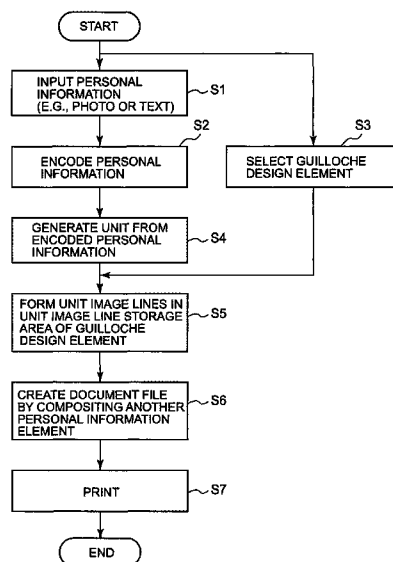 START
INPUT PERSONAL
INFORMATION
(E.G., PHOTO OR TEXT)
S1
S2
ENCODE PERSONAL
INFORMATION
S3
SELECT GUILLOCHE
DESIGN ELEMENT
GENERATE UNIT FROM
ENCODED PERSONAL
INFORMATION
S4
FORM UNIT IMAGE LINES IN
UNIT IMAGE LINE STORAGE
AREA OF GUILLOCHE
DESIGN ELEMENT
S5
CREATE DOCUMENT FILE
BY COMPOSITING ANOTHER
PERSONAL INFORMATION
ELEMENT
S6
PRINT
S7
END